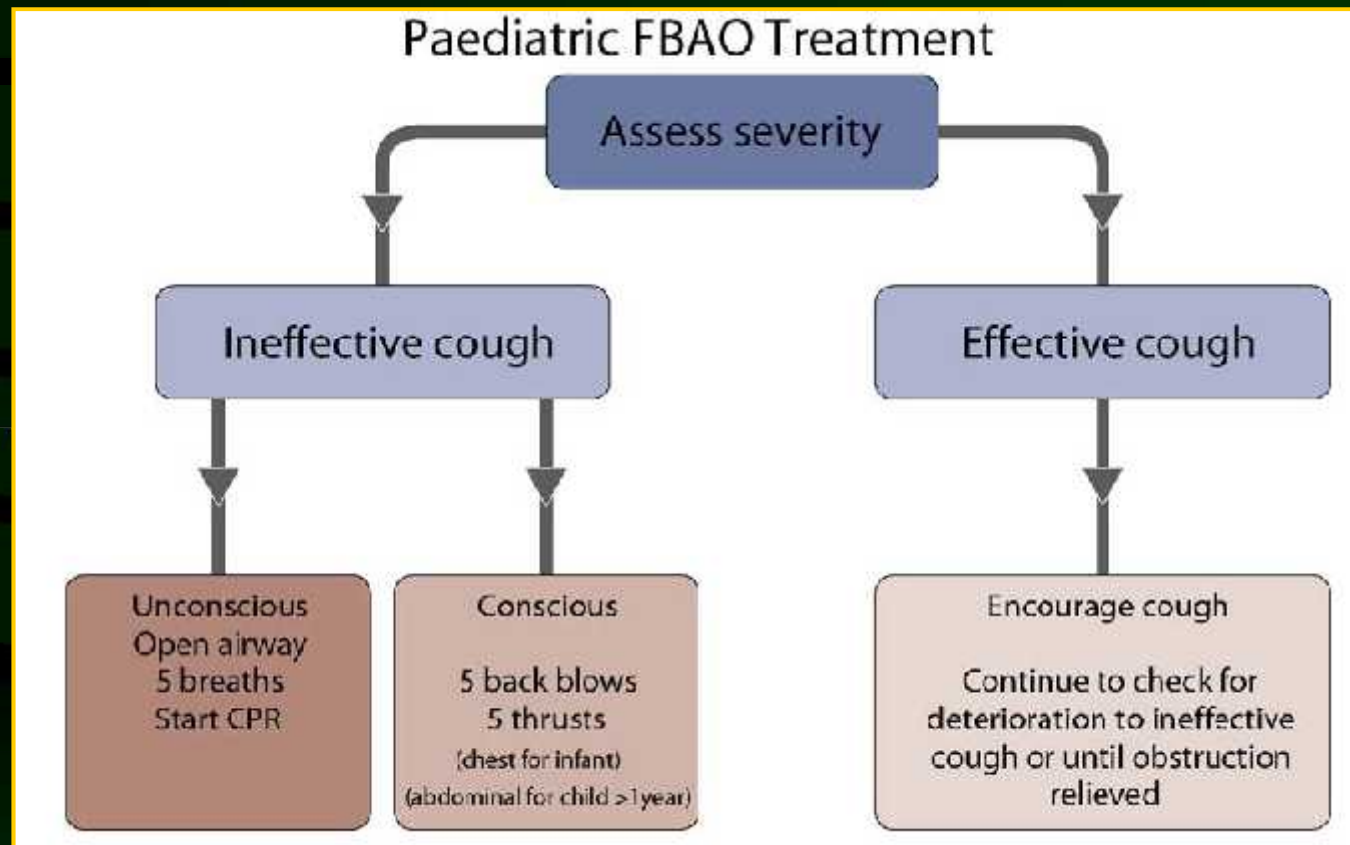 Paediatric FBAO Treatment
Assess severity
Ineffective cough
Effective cough
Unconscious
Open airway
5 breaths
Start CPR
Conscious
5 back blows
5 thrusts
(chest for infant)
(abdominal for child >1year)
Encourage cough
Continue to check for
deterioration to ineffective
cough or until obstruction
relieved